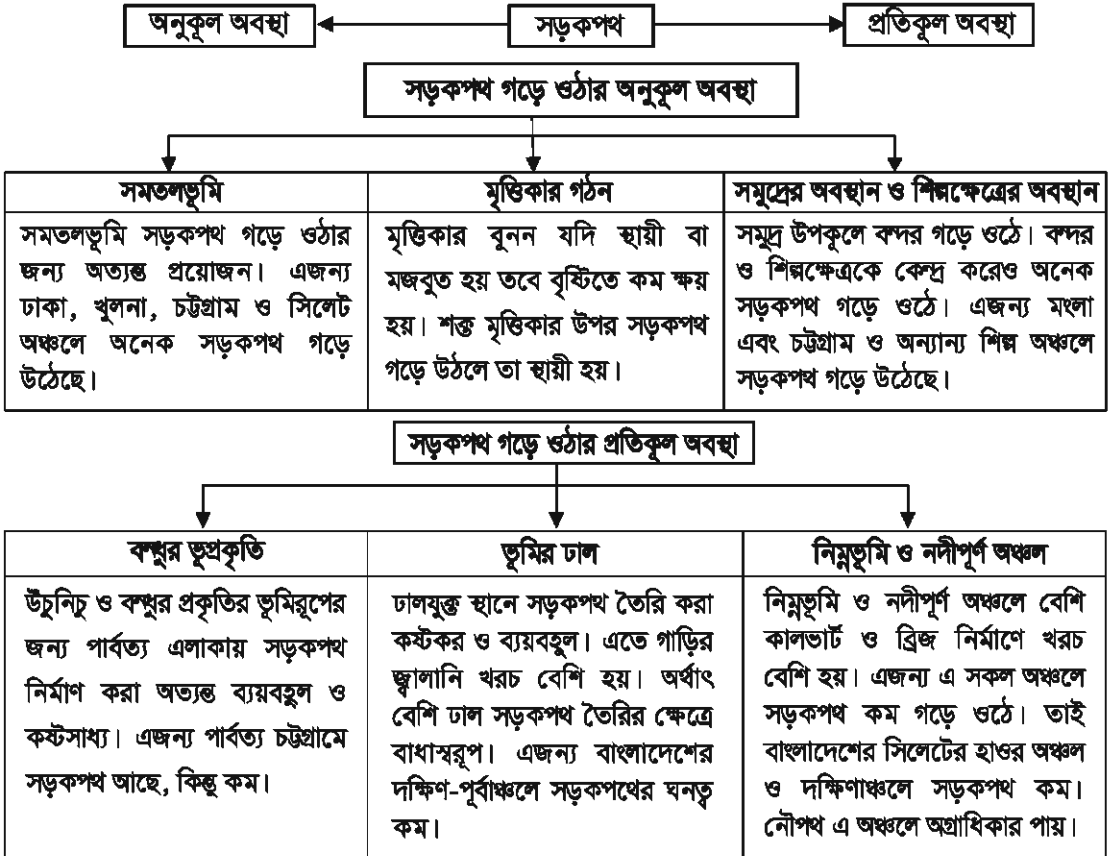 অনুকূল অবস্থা সড়কপথ প্রতিকূল অবস্থা
সড়কপথ গড়ে ওঠার অনুকূল অবস্থা
সমতলভূমি
সমতলভূমি সড়কপথ গড়ে ওঠার
জন্য অত্যন্ত প্রয়োজন। এজন্য
ঢাকা, খুলনা, চট্টগ্রাম ও সিলেট
অঞ্চলে অনেক সড়কপথ গড়ে
উঠেছে।
মৃত্তিকার গঠন
মৃত্তিকার বুনন যদি স্থায়ী বা
মজবুত হয় তবে বৃষ্টিতে কম ক্ষয়
হয়। শক্ত মৃত্তিকার উপর সড়কপথ
গড়ে উঠলে তা স্থায়ী হয়।
সমুদ্রের অবস্থান ও শিল্পক্ষেত্রের অবস্থান
সমুদ্র উপকূলে বন্দর গড়ে ওঠে। বন্দর
ও শিল্পক্ষেত্রকে কেন্দ্র করেও অনেক
সড়কপথ গড়ে ওঠে। এজন্য মংলা
এবং চট্টগ্রাম ও অন্যান্য শিল্প অঞ্চলে
সড়কপথ গড়ে উঠেছে।
সড়কপথ গড়ে ওঠার প্রতিকূল অবস্থা
বন্ধুর ভূপ্রকৃতি
উঁচুনিচু ও বন্ধুর প্রকৃতির ভূমিরূপের
জন্য পার্বত্য এলাকায় সড়কপথ
নির্মাণ করা অত্যন্ত ব্যয়বহুল ও
কষ্টসাধ্য। এজন্য পার্বত্য চট্টগ্রামে
সড়কপথ আছে, কিন্তু কম।
ভূমির ঢাল
ঢালযুক্ত স্থানে সড়কপথ তৈরি করা
কষ্টকর ও ব্যয়বহুল। এতে গাড়ির
জ্বালানি খরচ বেশি হয়। অর্থাৎ
বেশি ঢাল সড়কপথ তৈরির ক্ষেত্রে
বাধাস্বরূপ। এজন্য বাংলাদেশের
দক্ষিণ-পূর্বাঞ্চলে সড়কপথের ঘনত্ব
কম।
নিম্নভূমি ও নদীপূর্ণ অঞ্চল
নিম্নভূমি ও নদীপূর্ণ অঞ্চলে বেশি
কালভার্ট ও ব্রিজ নির্মাণে খরচ
বেশি হয়। এজন্য এ সকল অঞ্চলে
সড়কপথ কম গড়ে ওঠে। তাই
বাংলাদেশের সিলেটের হাওর অঞ্চল
ও দক্ষিণাঞ্চলে সড়কপথ কম।
নৌপথ এ অঞ্চলে অগ্রাধিকার পায়।